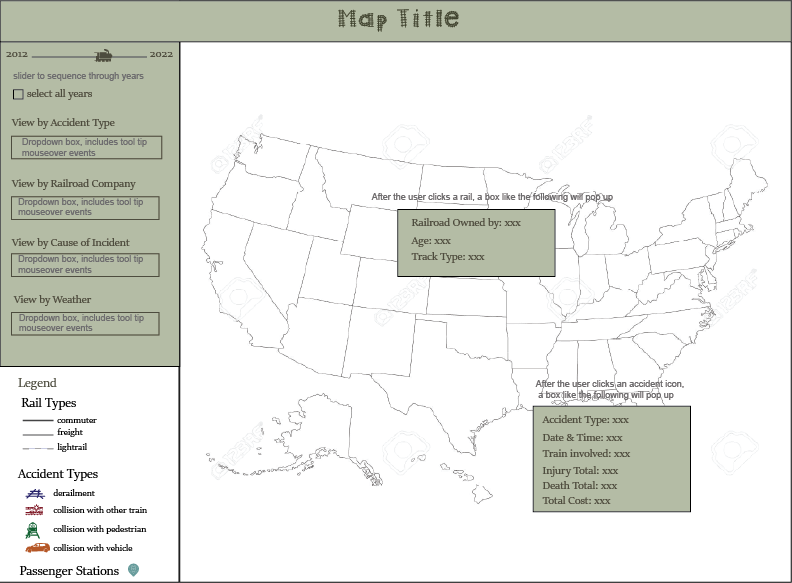 Map Title
2012
2022
slider to sequence through years
select all years
View by Accident Type
Dropdown box, includes tool tip
mouseover events
View by Railroad Company
Dropdown box, includes tool tip
mouseover events
View by Cause of Incident
Dropdown box, includes tool tip
mouseover events
View by Weather
Dropdown box, includes tool tip
mouseover events
Legend
Rail Types
commuter
freight
lightrail
Accident Types
derailment
collision with other train
collision with pedestrian
collision with vehicle
Passenger Stations
After the user clicks a rail, a box like the following will pop up
Railroad Owned by: xxx
Age: xxx
Track Type: xxx
After the user clicks an accident icon,
a box like the following will pop up
Accident Type: xxx
Date & Time: xxx
Train involved: xxx
Injury Total: xxx
Death Total: xxx
Total Cost: xxx